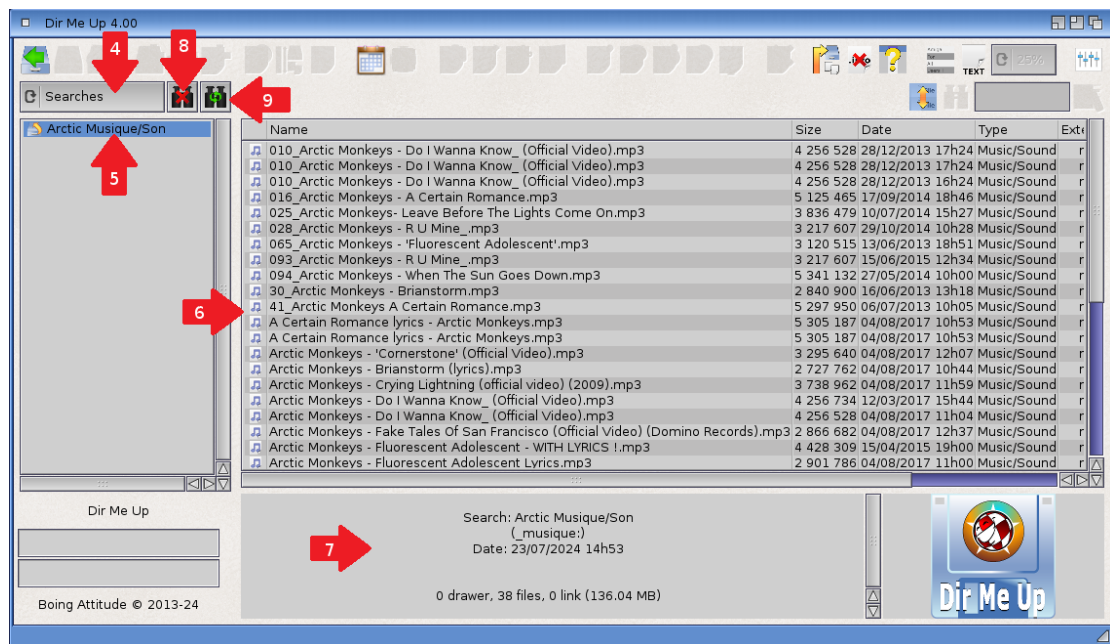 Dir Me Up 4.00
4
8
TEXT
25%
Searches
9
Arctic Musique/Son
5
Name Size Date Type Exte
010_Arctic Monkeys - Do I Wanna Know_ (Official Video).mp3 4 256 528 28/12/2013 17h24 Music/Sound
010_Arctic Monkeys - Do I Wanna Know_ (Official Video).mp3 4 256 528 28/12/2013 17h24 Music/Sound
010_Arctic Monkeys - Do I Wanna Know_ (Official Video).mp3 4 256 528 28/12/2013 16h24 Music/Sound
016_Arctic Monkeys - A Certain Romance.mp3 5 125 465 17/09/2014 18h46 Music/Sound
025_Arctic Monkeys- Leave Before The Lights Come On.mp3 3 836 479 10/07/2014 15h27 Music/Sound
028_Arctic Monkeys - R U Mine_.mp3 3 217 607 29/10/2014 10h28 Music/Sound
065_Arctic Monkeys - 'Fluorescent Adolescent'.mp3 3 120 515 13/06/2013 18h51 Music/Sound
093_Arctic Monkeys - R U Mine_.mp3 3 217 607 15/06/2015 12h34 Music/Sound
094_Arctic Monkeys - When The Sun Goes Down.mp3 5 341 132 27/05/2014 10h00 Music/Sound
30_Arctic Monkeys - Brianstorm.mp3 2 840 900 16/06/2013 13h18 Music/Sound
6
41_Arctic Monkeys A Certain Romance.mp3 5 297 950 06/07/2013 10h05 Music/Sound
A Certain Romance lyrics - Arctic Monkeys.mp3 5 305 187 04/08/2017 10h53 Music/Sound
A Certain Romance lyrics - Arctic Monkeys.mp3 5 305 187 04/08/2017 10h53 Music/Sound
Arctic Monkeys - 'Cornerstone' (Official Video).mp3 3 295 640 04/08/2017 12h07 Music/Sound
Arctic Monkeys - Brianstorm (lyrics).mp3 2 727 762 04/08/2017 10h44 Music/Sound
Arctic Monkeys - Crying Lightning (official video) (2009).mp3 3 738 962 04/08/2017 11h59 Music/Sound
Arctic Monkeys - Do I Wanna Know_ (Official Video).mp3 4 256 734 12/03/2017 15h44 Music/Sound
Arctic Monkeys - Do I Wanna Know_ (Official Video).mp3 4 256 528 04/08/2017 11h04 Music/Sound
Arctic Monkeys - Fake Tales Of San Francisco (Official Video) (Domino Records).mp3 2 866 682 04/08/2017 12h37 Music/Sound
Arctic Monkeys - Fluorescent Adolescent - WITH LYRICS !.mp3 4 428 309 15/04/2015 19h00 Music/Sound
Arctic Monkeys - Fluorescent Adolescent Lyrics.mp3 2 901 786 04/08/2017 11h00 Music/Sound
Dir Me Up
Boing Attitude © 2013-24
7
Search: Arctic Musique/Son
(_musique:)
Date: 23/07/2024 14h53
0 drawer, 38 files, 0 link (136.04 MB)
Dir Me Up